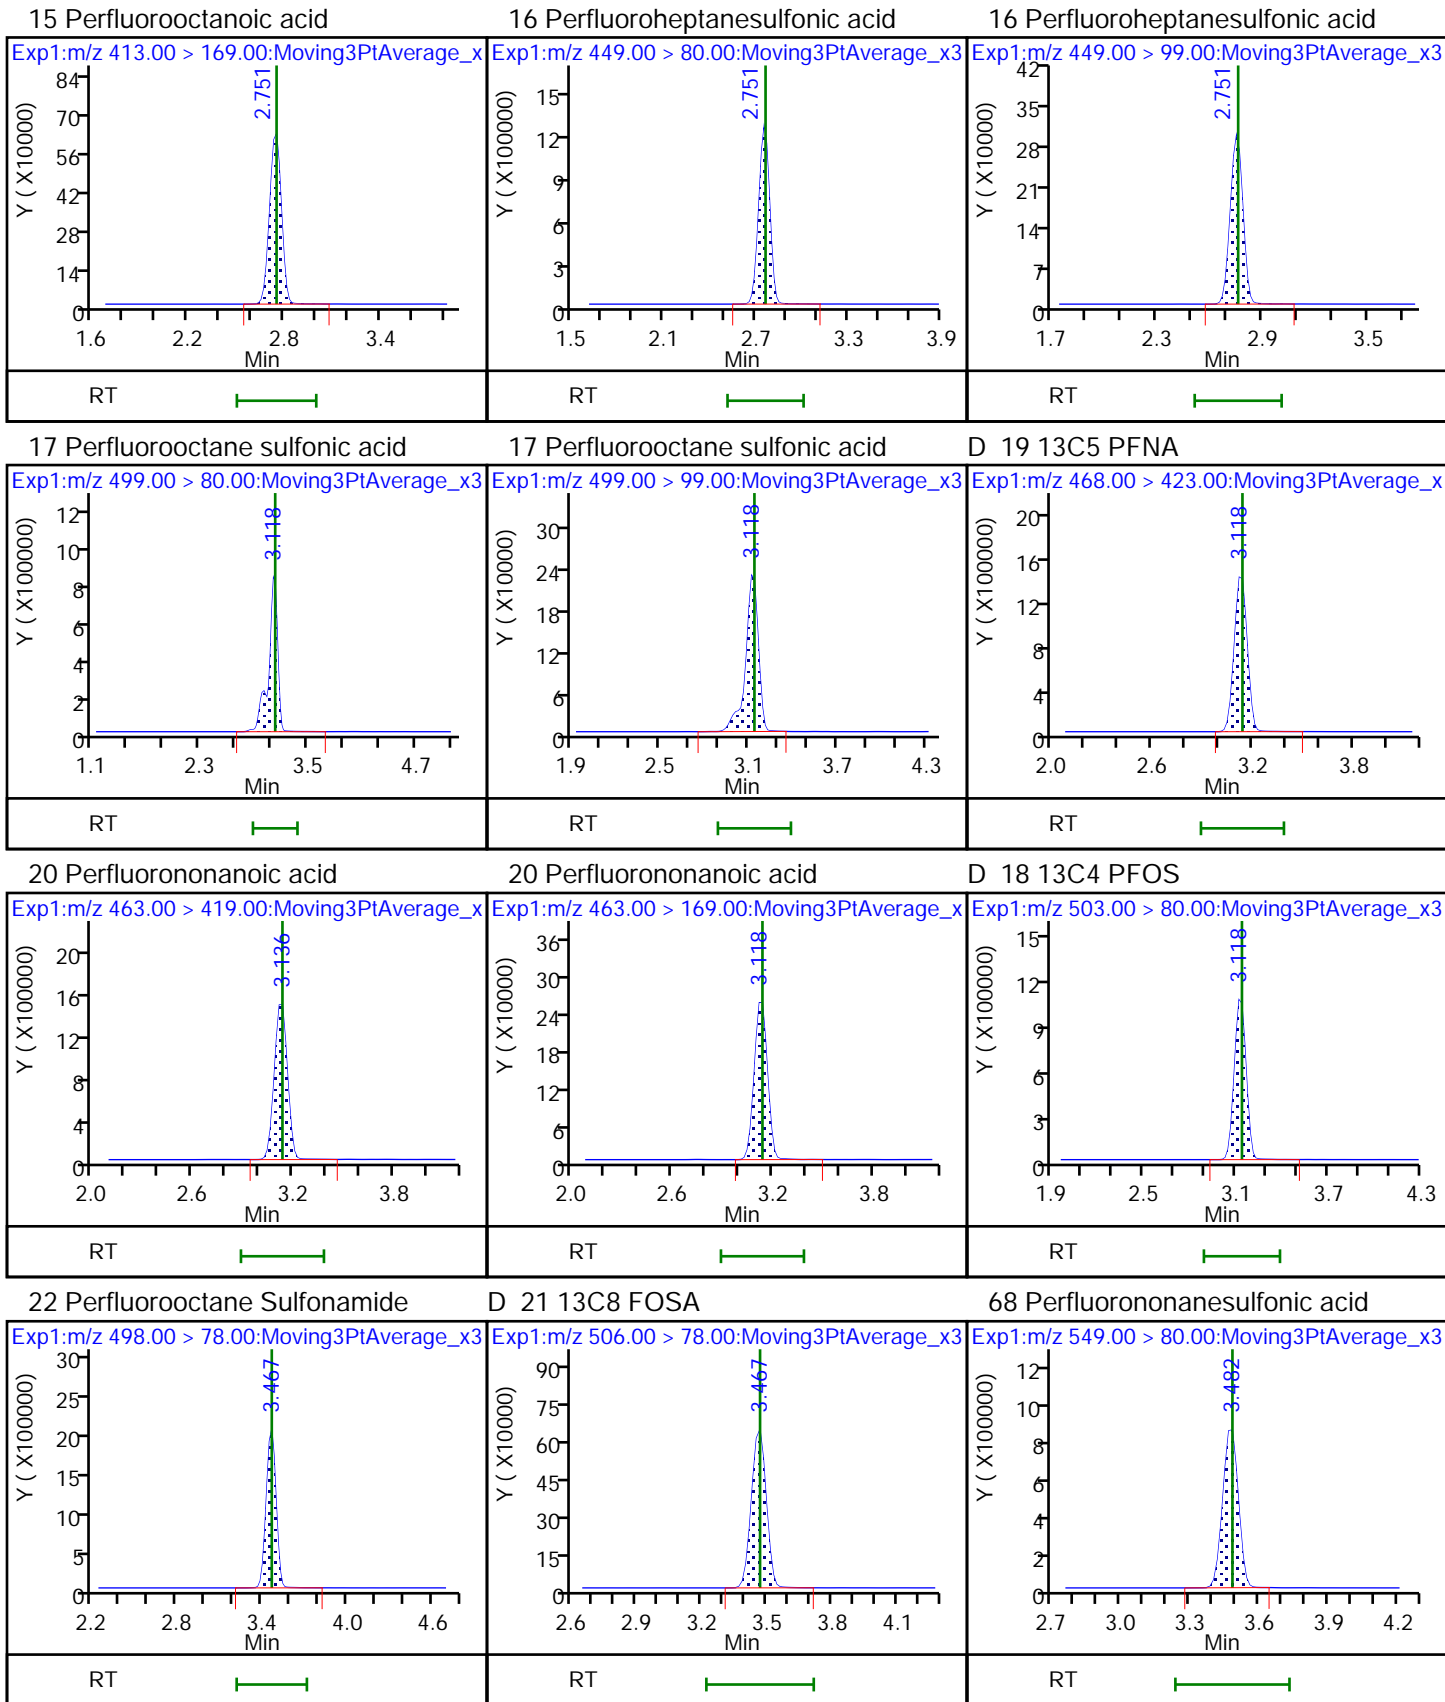 15 Perfluorooctanoic acid
Exp1:m/z 413.00 > 169.00:Moving3PtAverage_x
Y ( X10000)
84
70
56
42
28
14
0
2.751
1.6 2.2 2.8 3.4
Min
RT
16 Perfluoroheptanesulfonic acid
Exp1:m/z 449.00 > 80.00:Moving3PtAverage_x3
Y ( X100000)
15
12
9
6
3
0
2.751
1.5 2.1 2.7 3.3 3.9
Min
RT
16 Perfluoroheptanesulfonic acid
Exp1:m/z 449.00 > 99.00:Moving3PtAverage_x3
Y ( X10000)
42
35
28
21
14
7
0
2.751
1.7 2.3 2.9 3.5
Min
RT
17 Perfluorooctane sulfonic acid
Exp1:m/z 499.00 > 80.00:Moving3PtAverage_x3
Y ( X100000)
12
10
8
6
4
2
0
3.118
1.1 2.3 3.5 4.7
Min
RT
17 Perfluorooctane sulfonic acid
Exp1:m/z 499.00 > 99.00:Moving3PtAverage_x3
Y ( X10000)
30
24
18
12
6
0
3.118
1.9 2.5 3.1 3.7 4.3
Min
RT
D 19 13C5 PFNA
Exp1:m/z 468.00 > 423.00:Moving3PtAverage_x
Y ( X100000)
20
16
12
8
4
0
3.118
2.0 2.6 3.2 3.8
Min
RT
20 Perfluorononanoic acid
Exp1:m/z 463.00 > 419.00:Moving3PtAverage_x
Y ( X100000)
20
16
12
8
4
0
3.136
2.0 2.6 3.2 3.8
Min
RT
20 Perfluorononanoic acid
Exp1:m/z 463.00 > 169.00:Moving3PtAverage_x
Y ( X10000)
36
30
24
18
12
6
0
3.118
2.0 2.6 3.2 3.8
Min
RT
D 18 13C4 PFOS
Exp1:m/z 503.00 > 80.00:Moving3PtAverage_x3
Y ( X100000)
15
12
9
6
3
0
3.118
1.9 2.5 3.1 3.7 4.3
Min
RT
22 Perfluorooctane Sulfonamide
Exp1:m/z 498.00 > 78.00:Moving3PtAverage_x3
Y ( X100000)
30
25
20
15
10
5
0
3.467
2.2 2.8 3.4 4.0 4.6
Min
RT
D 21 13C8 FOSA
Exp1:m/z 506.00 > 78.00:Moving3PtAverage_x3
Y ( X100000)
90
75
60
45
30
15
0
3.467
2.6 2.9 3.2 3.5 3.8 4.1
Min
RT
68 Perfluorononanesulfonic acid
Exp1:m/z 549.00 > 80.00:Moving3PtAverage_x3
Y ( X100000)
12
10
8
6
4
2
0
3.482
2.7 3.0 3.3 3.6 3.9 4.2
Min
RT